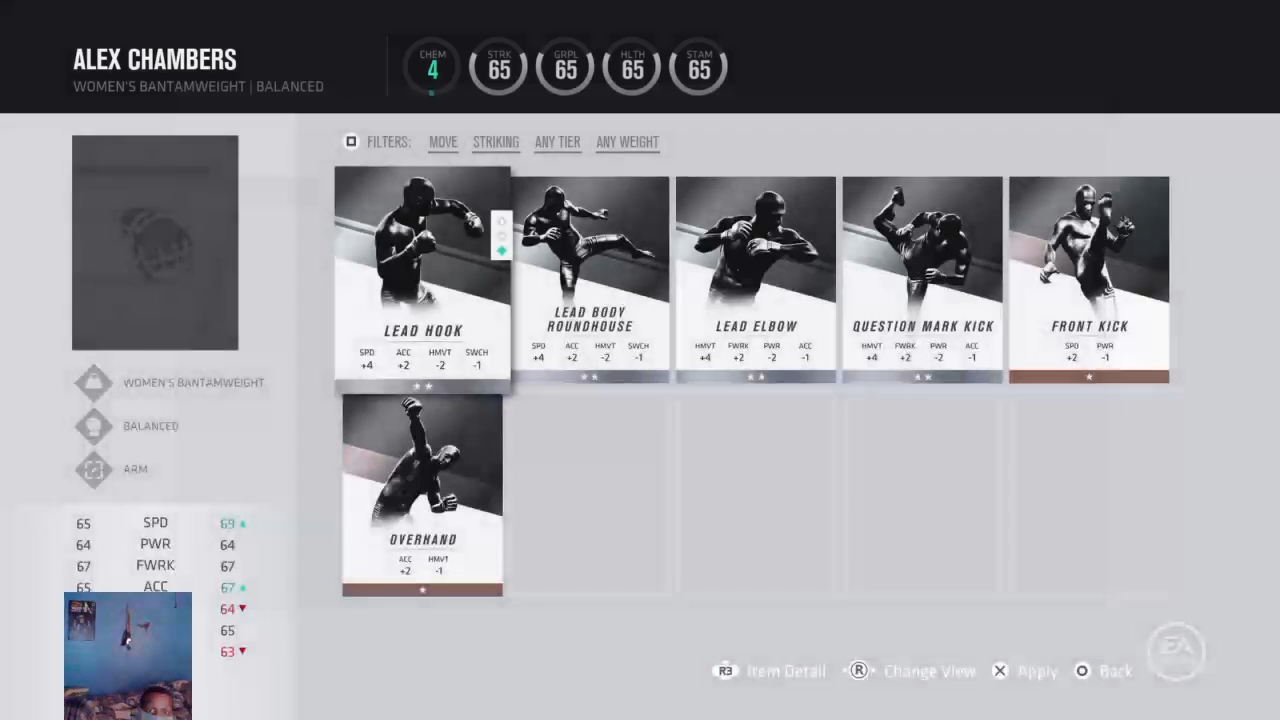 ALEX CHAMBERS
WOMEN'S BANTAMWEIGHT | BALANCED
CHEM 4
STRK 65
GRPL 65
HLTH 65
STAM 65
FILTERS: MOVE STRIKING ANY TIER ANY WEIGHT
LEAD HOOK
SPD ACC HMVT SWCH
+4 +2 -2 -1
LEAD BODY
ROUNDHOUSE
SPD ACC HMVT SWCH
+4 +2 -2 -1
LEAD ELBOW
HMVT FWRK PWR ACC
+4 +2 -2 -1
QUESTION MARK KICK
HMVT FWRK PWR ACC
+4 +2 -2 -1
FRONT KICK
SPD PWR
+2 -1
OVERHAND
ACC HMVT
+2 -1
WOMEN'S BANTAMWEIGHT
BALANCED
ARM
65 SPD 69
64 PWR 64
67 FWRK 67
65 ACC 67
64
65
63
R3 Item Detail R Change View X Apply O Back
EA